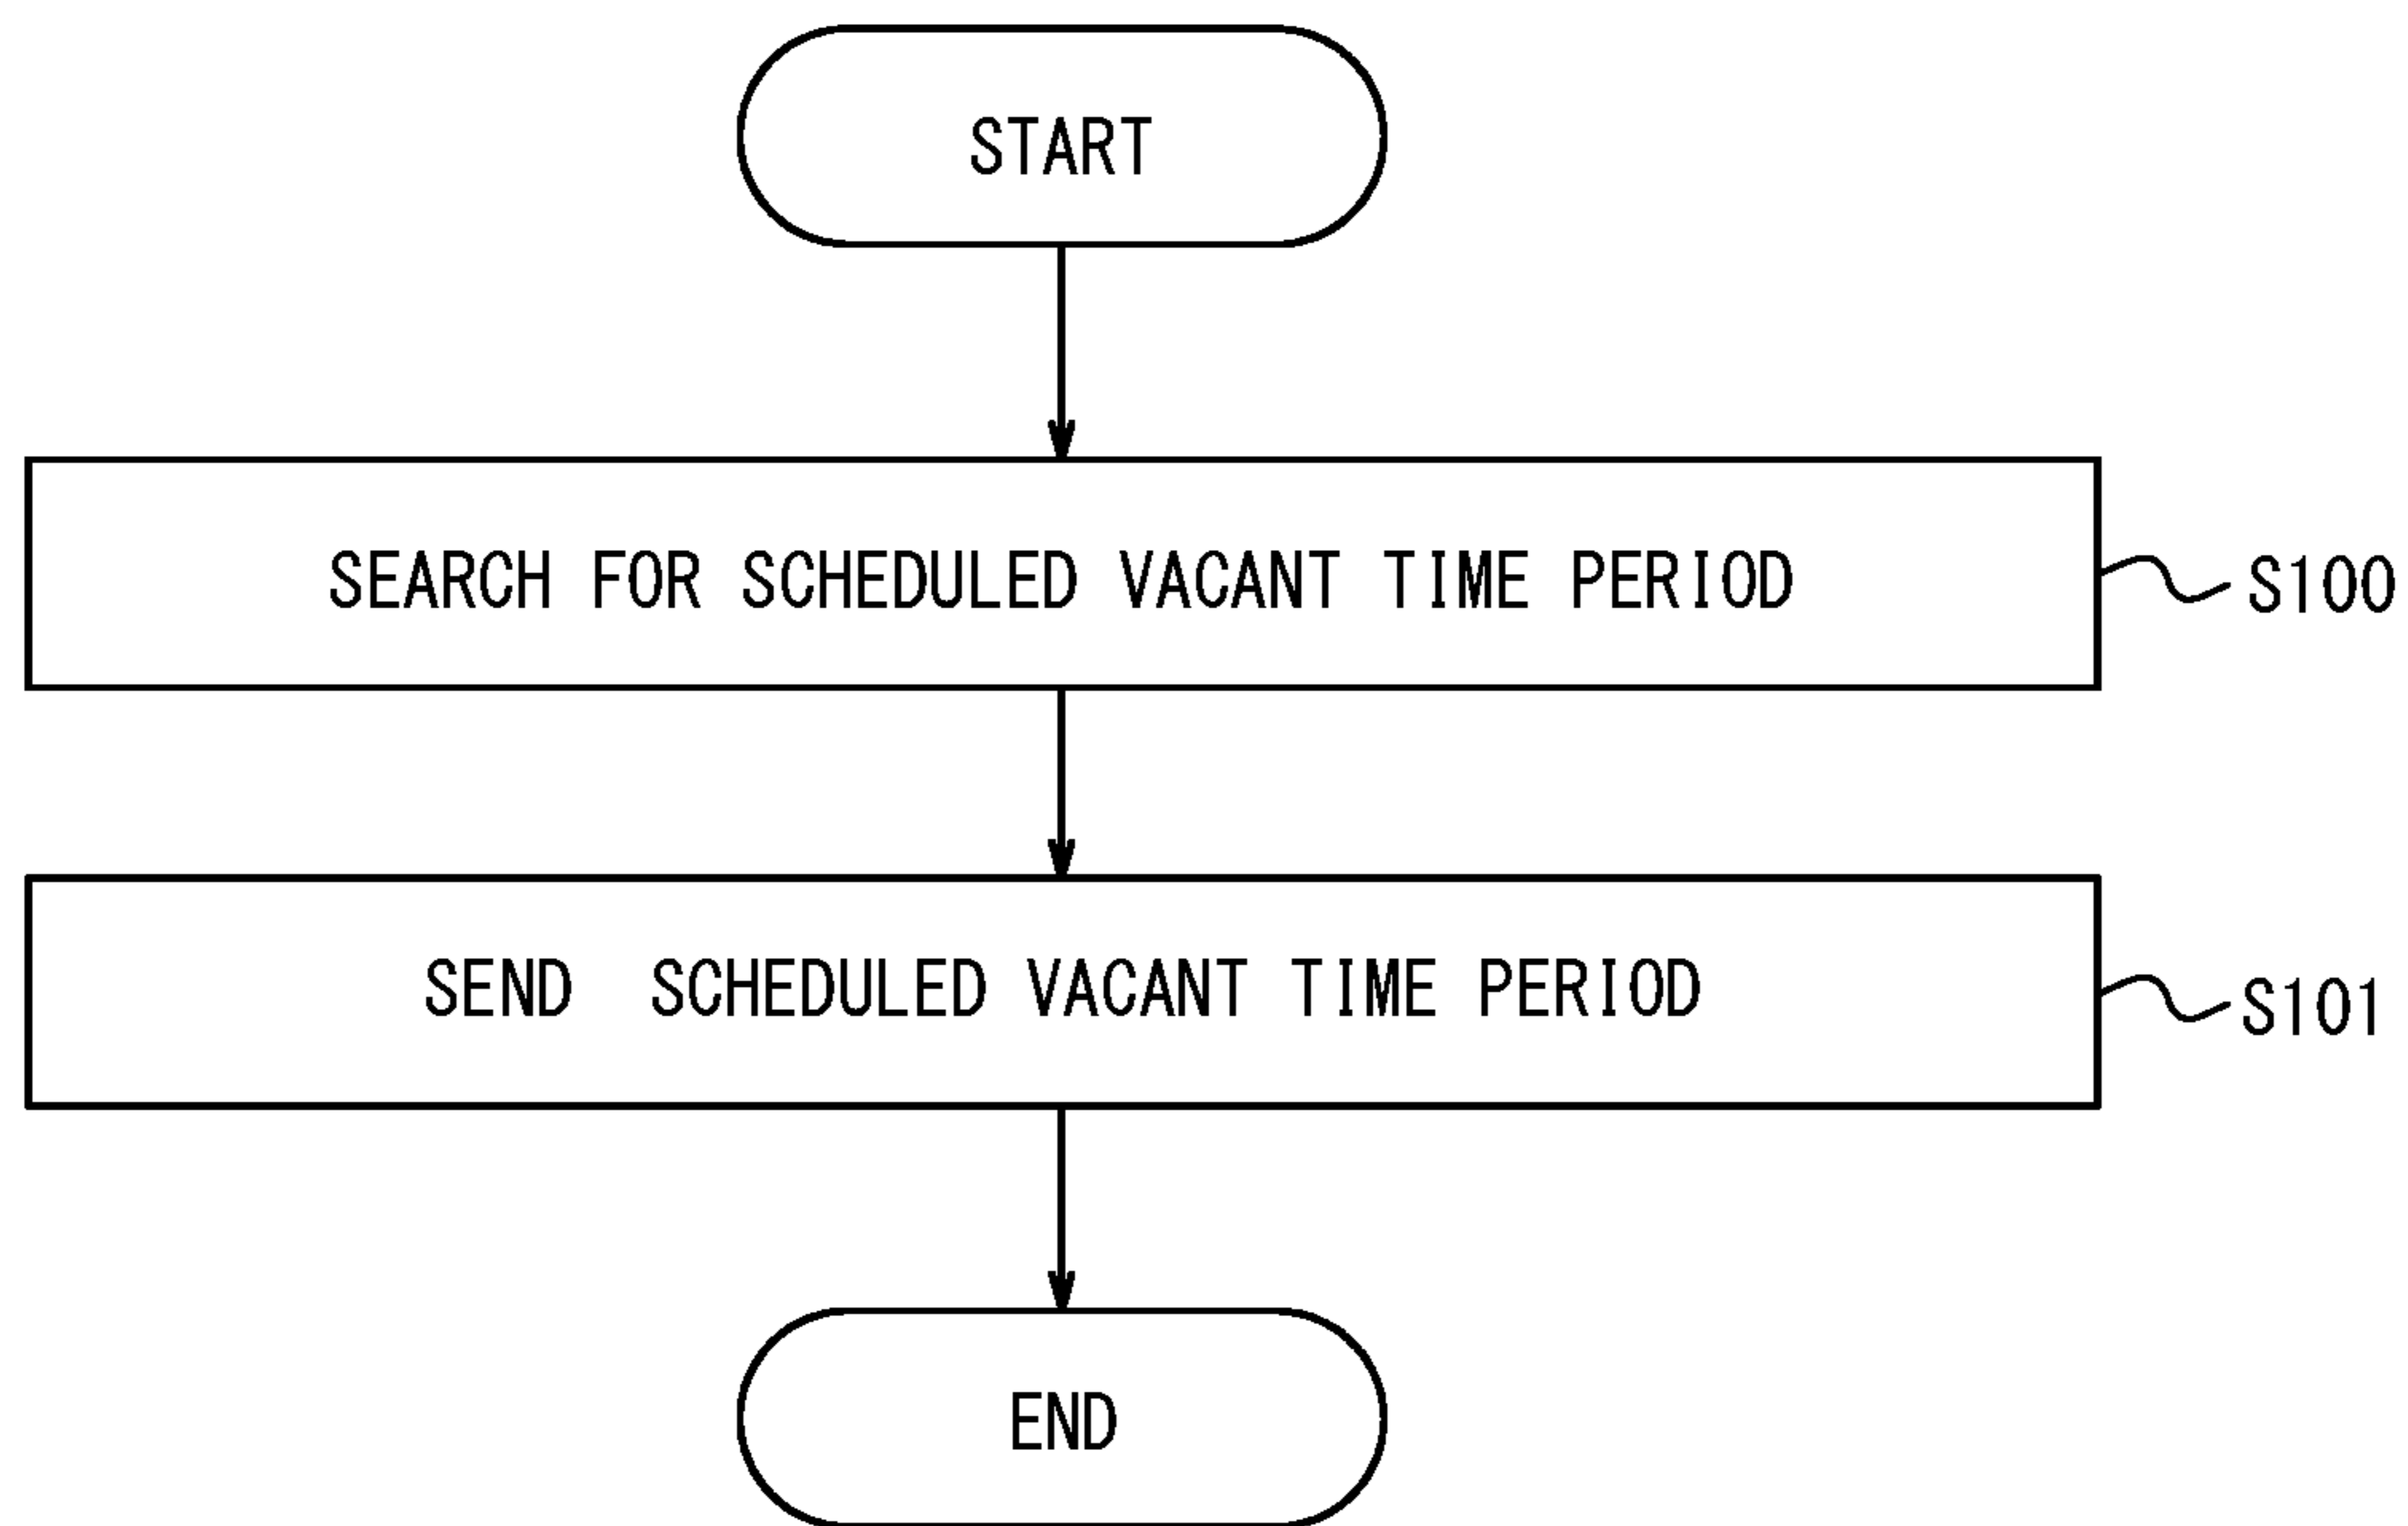 START
SEARCH FOR SCHEDULED VACANT TIME PERIOD
S100
SEND SCHEDULED VACANT TIME PERIOD
S101
END